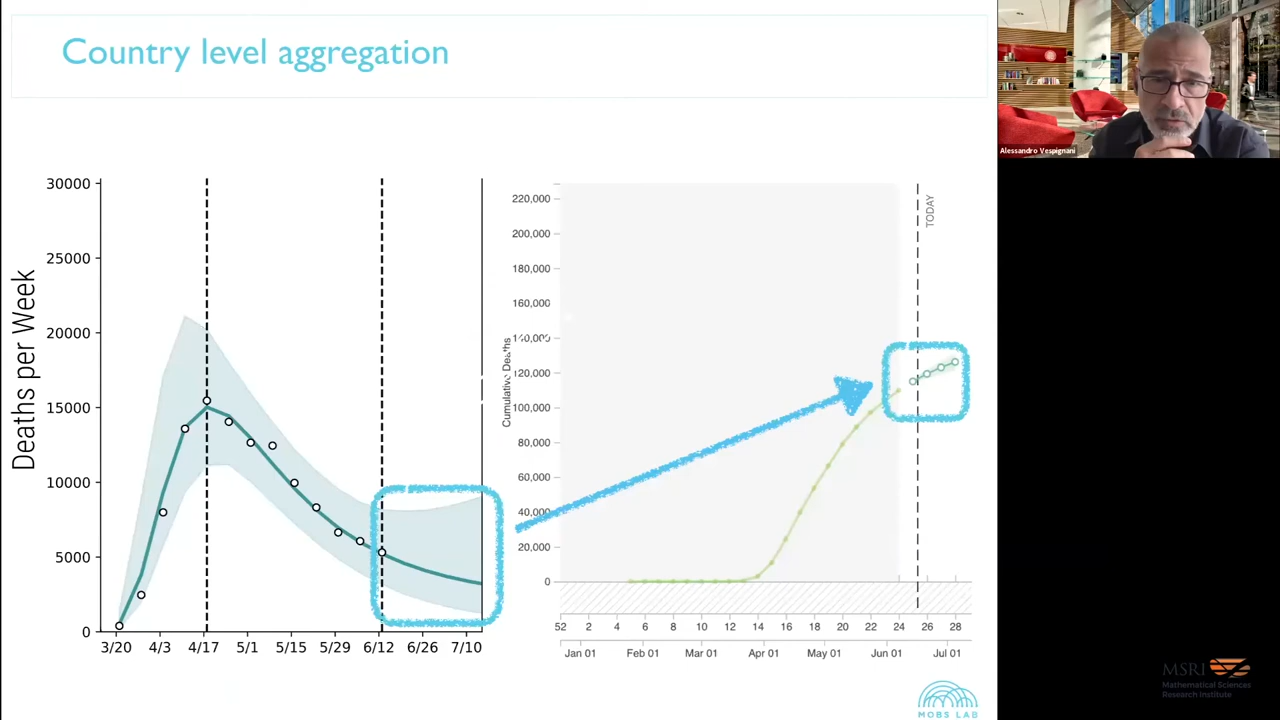 Country level aggregation
Alessandro Vespignani
Deaths per Week
30000
25000
20000
15000
10000
5000
0
3/20 4/3 4/17 5/1 5/15 5/29 6/12 6/26 7/10
Cumulative Deaths
220,000
200,000
180,000
160,000
140,000
120,000
100,000
80,000
60,000
40,000
20,000
0
TODAY
52 2 4 6 8 10 12 14 16 18 20 22 24 26 28
Jan 01 Feb 01 Mar 01 Apr 01 May 01 Jun 01 Jul 01
MOBS LAB
MSRI
Mathematical Sciences
Research Institute